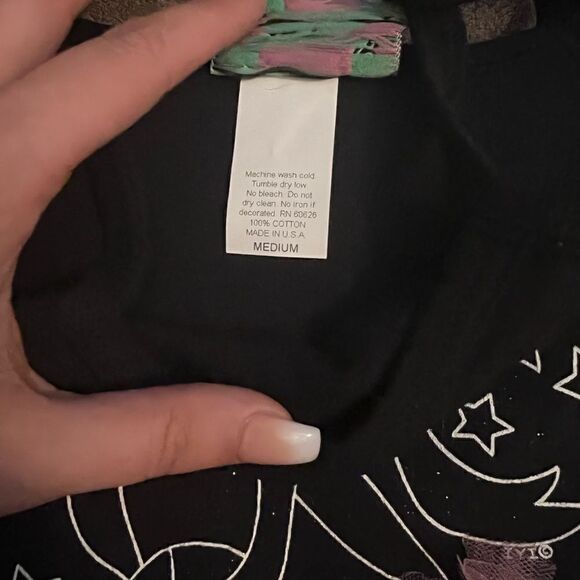 Machine wash cold
Tumble dry low
No bleach. Do not
dry clean. No iron if
decorated. RN 60626
100% COTTON
MADE IN U.S.A.
MEDIUM